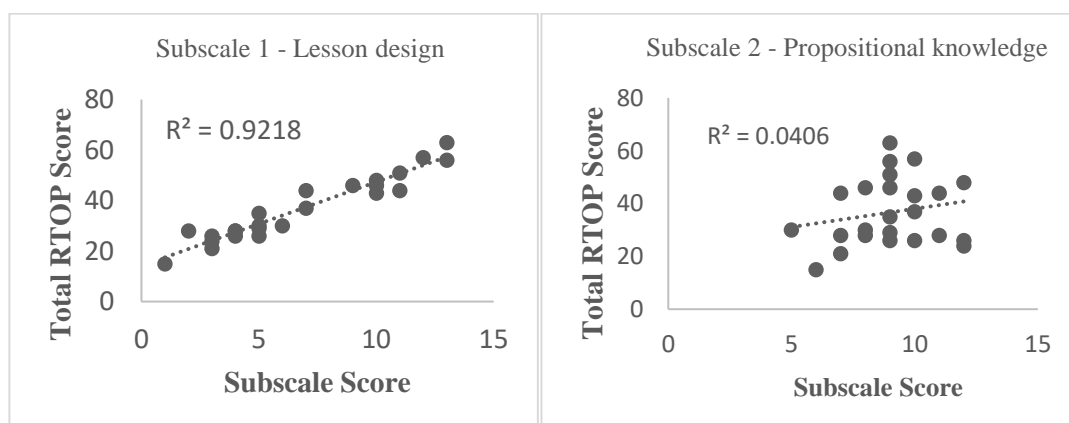 Subscale 1 - Lesson design
R² = 0.9218
Total RTOP Score
80
60
40
20
0
0 5 10 15
Subscale Score
Subscale 2 - Propositional knowledge
R² = 0.0406
Total RTOP Score
80
60
40
20
0
0 5 10 15
Subscale Score